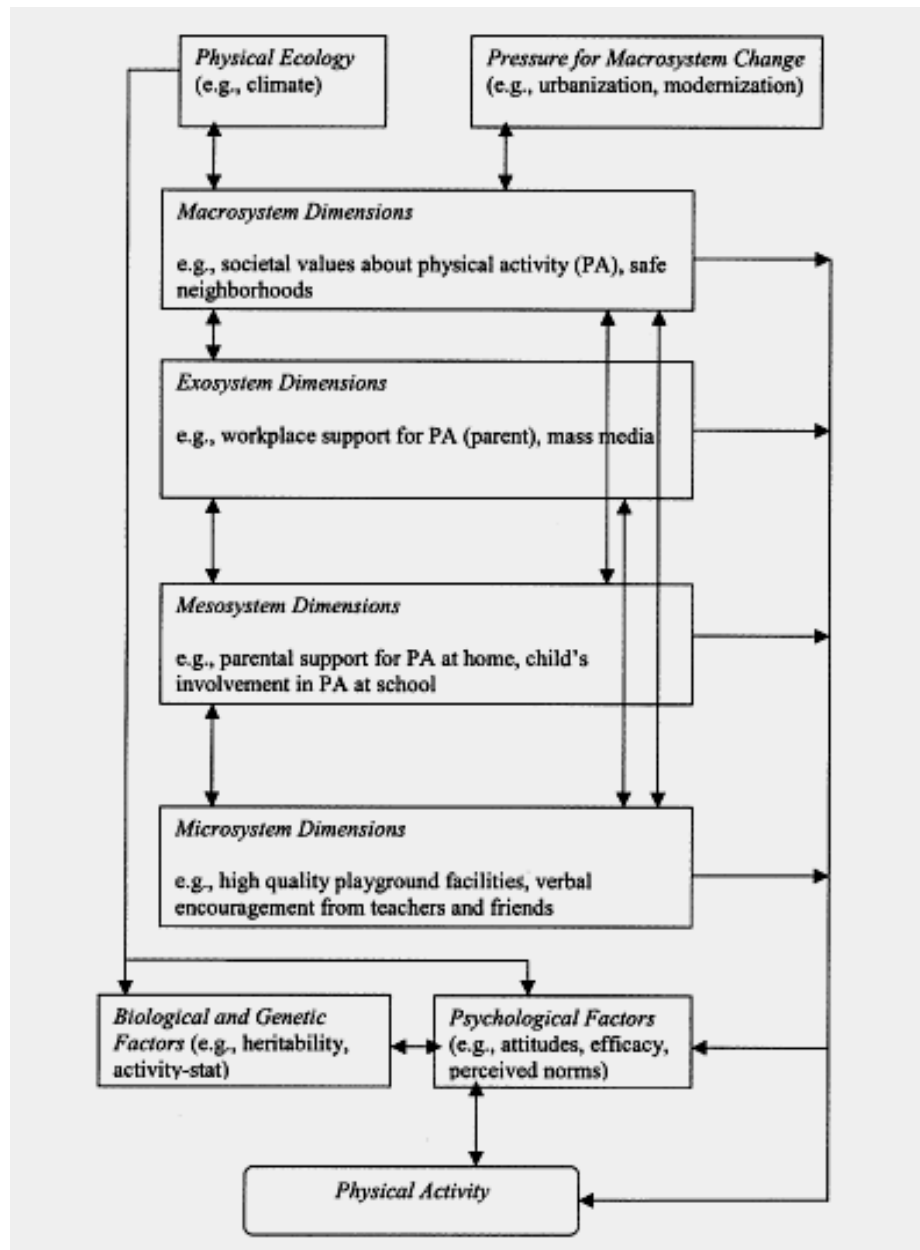 Physical Ecology
(e.g., climate)
Pressure for Macrosystem Change
(e.g., urbanization, modernization)
Macrosystem Dimensions
e.g., societal values about physical activity (PA), safe
neighborhoods
Exosystem Dimensions
e.g., workplace support for PA (parent), mass media
Mesosystem Dimensions
e.g., parental support for PA at home, child's
involvement in PA at school
Microsystem Dimensions
e.g., high quality playground facilities, verbal
encouragement from teachers and friends
Biological and Genetic
Factors (e.g., heritability,
activity-stat)
Psychological Factors
(e.g., attitudes, efficacy,
perceived norms)
Physical Activity